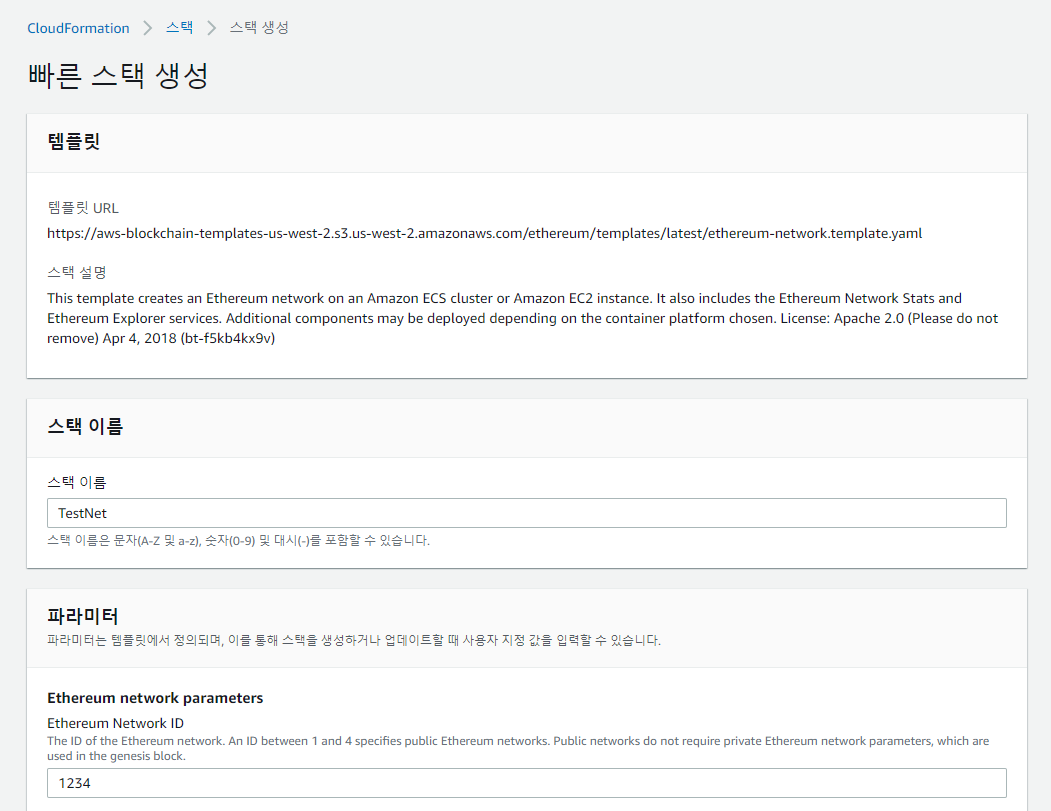 CloudFormation > 스택 > 스택 생성
빠른 스택 생성
템플릿
템플릿 URL
https://aws-blockchain-templates-us-west-2.s3.us-west-2.amazonaws.com/ethereum/templates/latest/ethereum-network.template.yaml
스택 설명
This template creates an Ethereum network on an Amazon ECS cluster or Amazon EC2 instance. It also includes the Ethereum Network Stats and
Ethereum Explorer services. Additional components may be deployed depending on the container platform chosen. License: Apache 2.0 (Please do not
remove) Apr 4, 2018 (bt-f5kb4kx9v)
스택 이름
스택 이름
TestNet
스택 이름은 문자(A-Z 및 a-z), 숫자(0-9) 및 대시(-)를 포함할 수 있습니다.
파라미터
파라미터는 템플릿에서 정의되며, 이를 통해 스택을 생성하거나 업데이트할 때 사용자 지정 값을 입력할 수 있습니다.
Ethereum network parameters
Ethereum Network ID
The ID of the Ethereum network. An ID between 1 and 4 specifies public Ethereum networks. Public networks do not require private Ethereum network parameters, which are
used in the genesis block.
1234